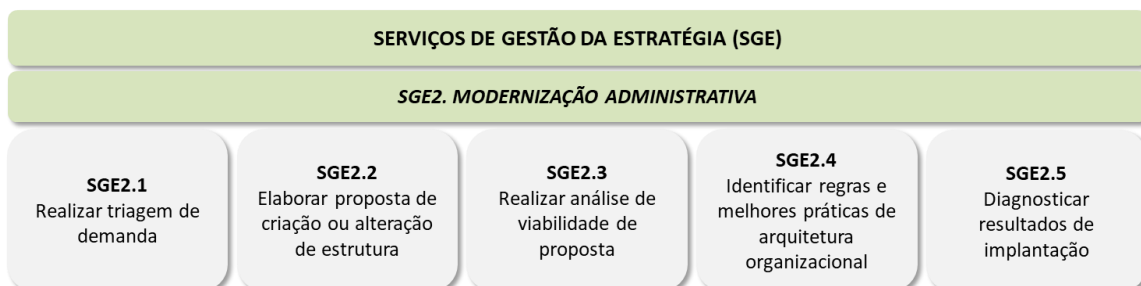 SERVIÇOS DE GESTÃO DA ESTRATÉGIA (SGE)
SGE2. MODERNIZAÇÃO ADMINISTRATIVA
SGE2.1
Realizar triagem de
demanda
SGE2.2
Elaborar proposta de
criação ou alteração
de estrutura
SGE2.3
Realizar análise de
viabilidade de
proposta
SGE2.4
Identificar regras e
melhores práticas de
arquitetura
organizacional
SGE2.5
Diagnosticar
resultados de
implantação